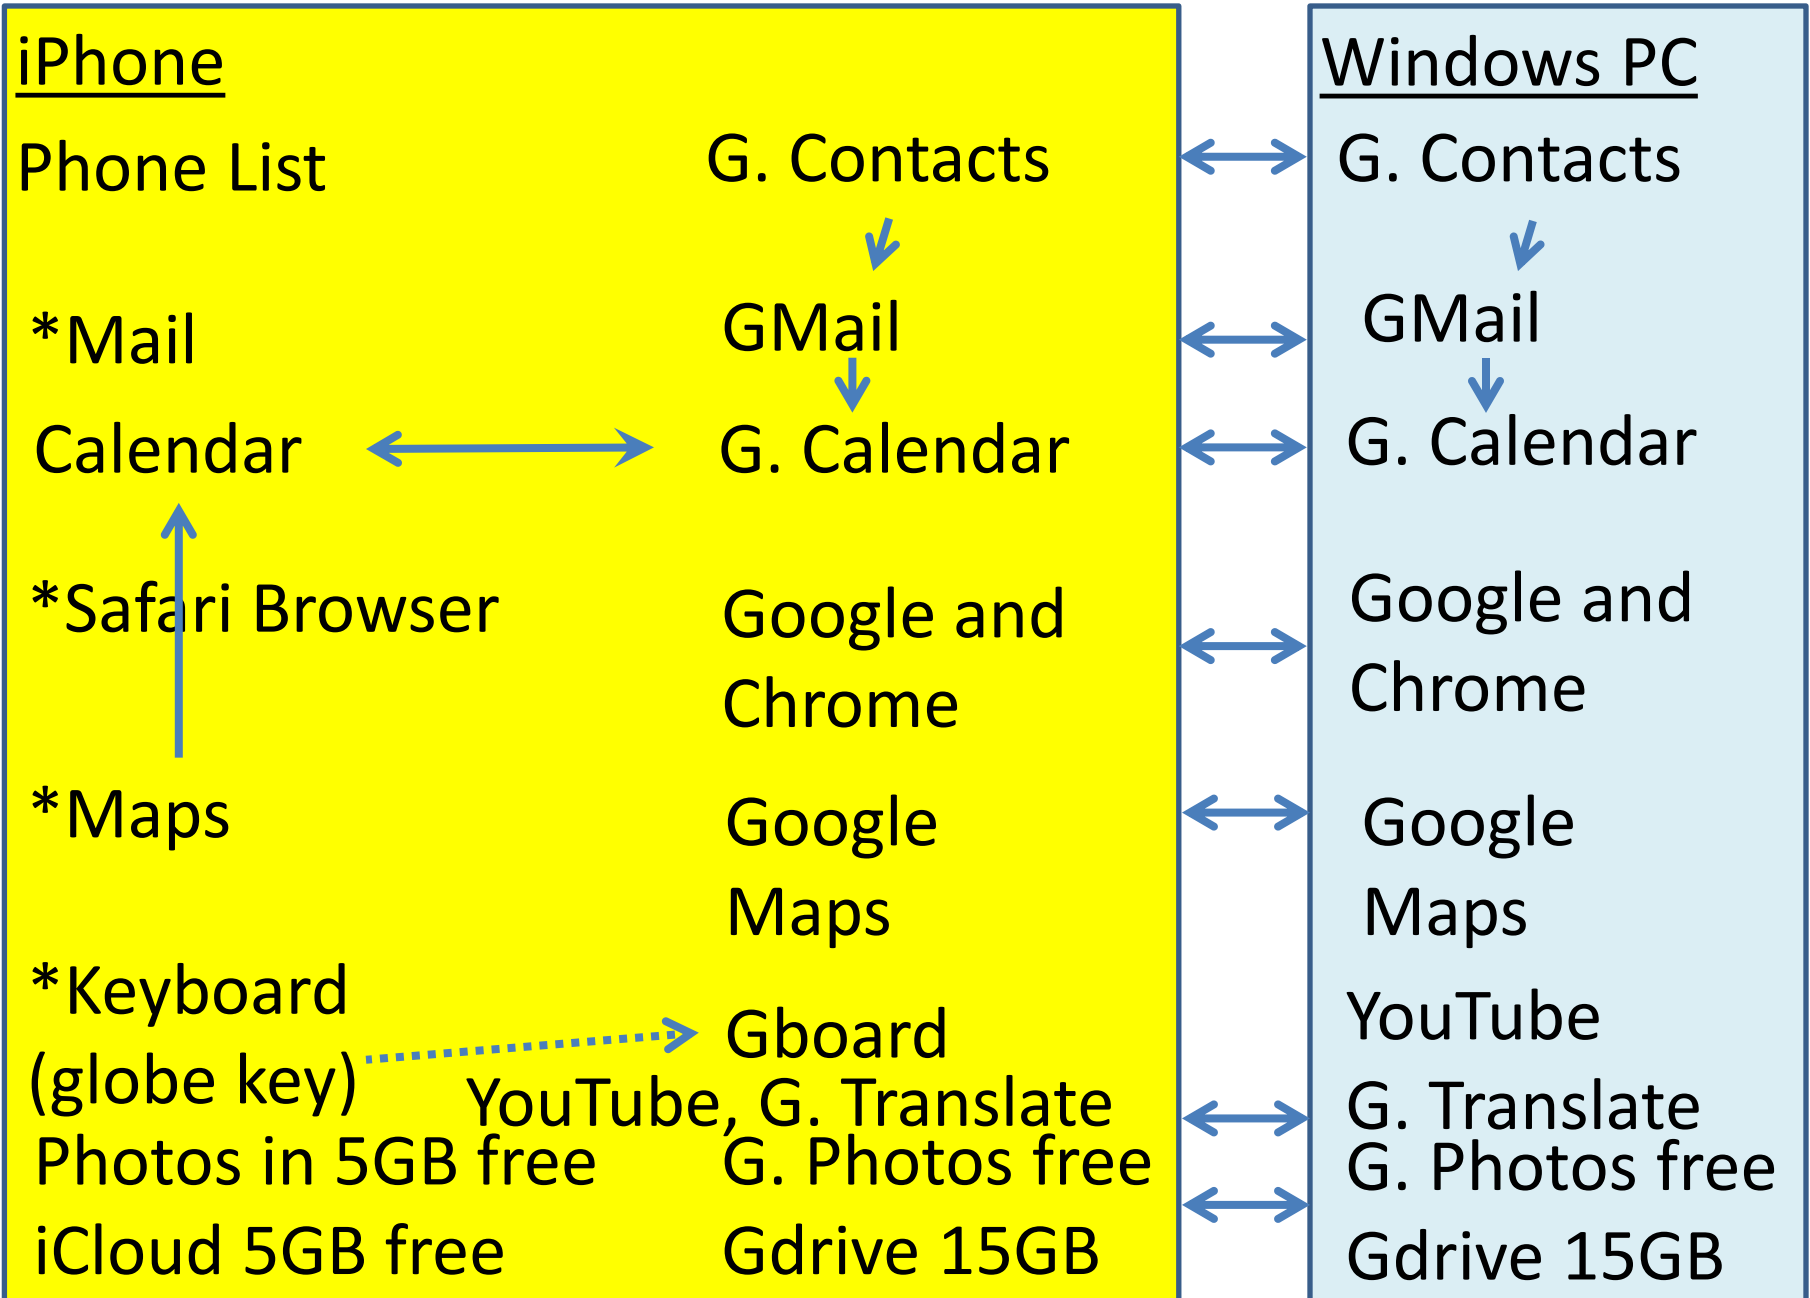 iPhone
Phone List
*Mail
Calendar
*Safari Browser
*Maps
*Keyboard
(globe key)
Photos in 5GB free
iCloud 5GB free
G. Contacts
GMail
G. Calendar
Google and
Chrome
Google
Maps
Gboard
YouTube, G. Translate
G. Photos free
Gdrive 15GB
Windows PC
G. Contacts
GMail
G. Calendar
Google and
Chrome
Google
Maps
YouTube
G. Translate
G. Photos free
Gdrive 15GB